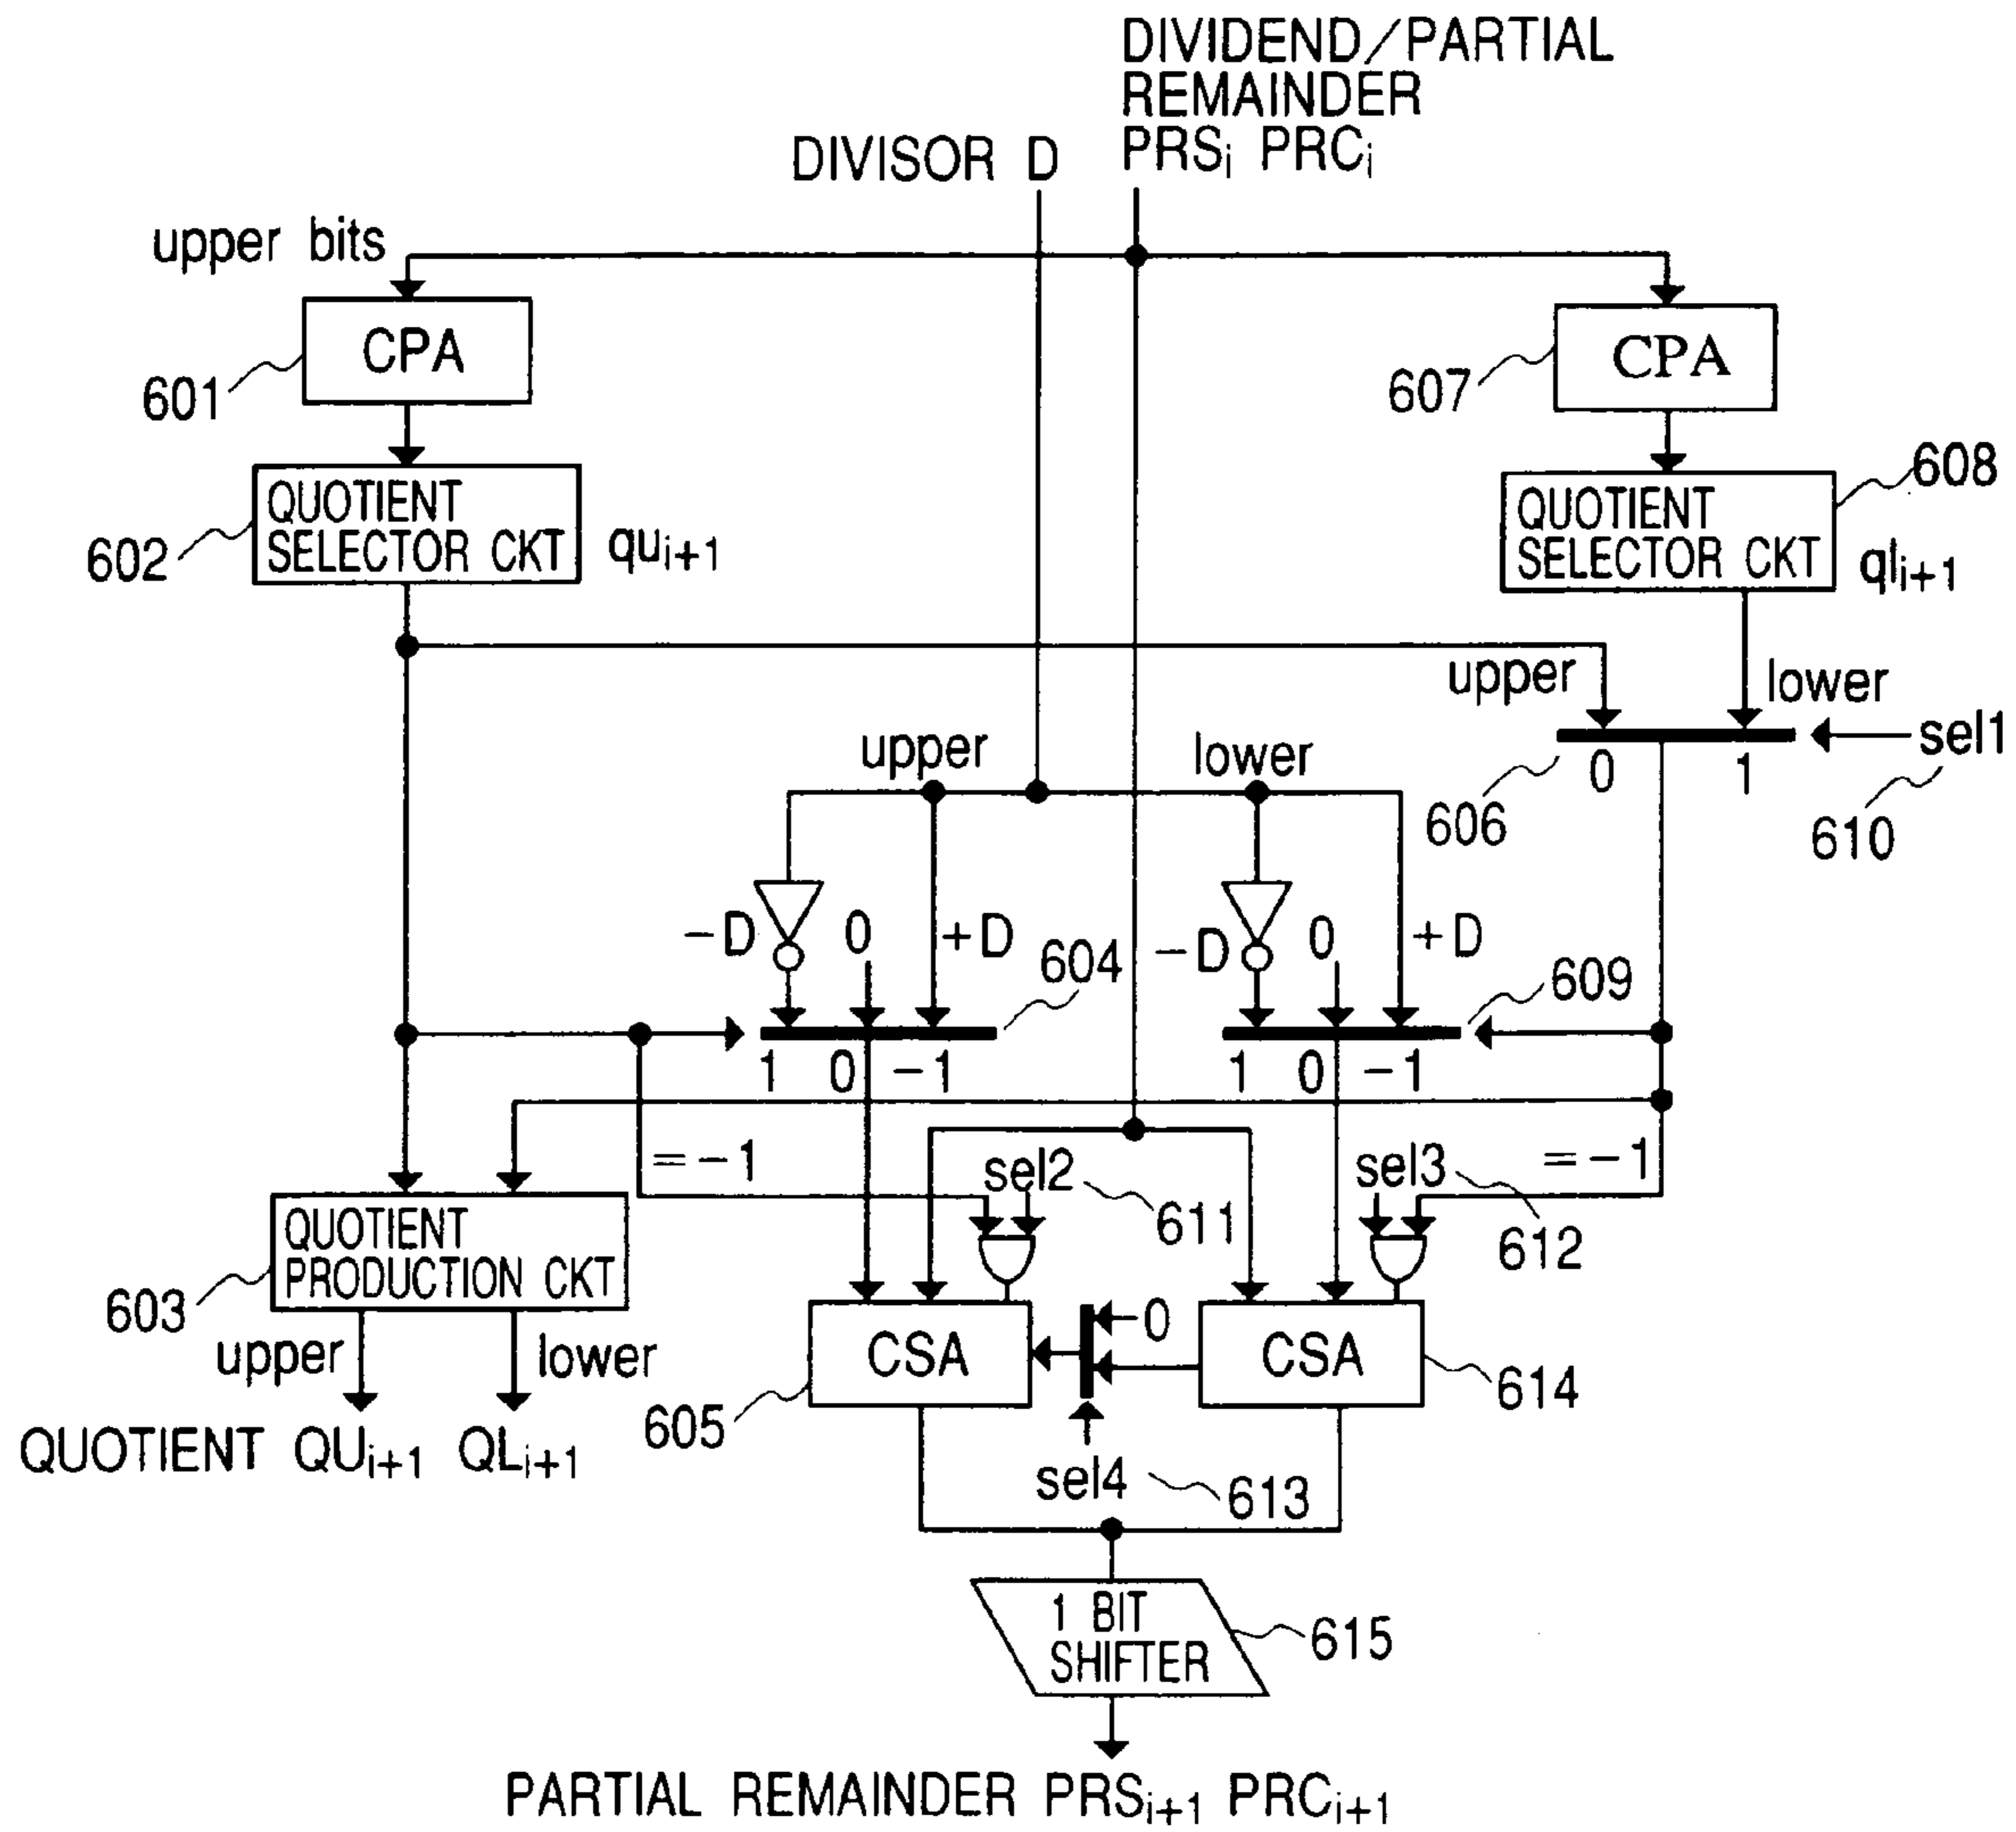 DIVIDEND/PARTIAL
REMAINDER
PRSi PRCi
DIVISOR D
upper bits
CPA
601
CPA
607
QUOTIENT
SELECTOR CKT
602
qui+1
608
QUOTIENT
SELECTOR CKT
qli+1
upper
lower
sel1
0
1
606
610
upper
lower
-D
0
+D
604
-D
0
+D
609
1
0
-1
1
0
-1
=-1
sel2
611
sel3
612
=-1
QUOTIENT
PRODUCTION CKT
603
upper
lower
QUOTIENT QUi+1 QLi+1
CSA
605
0
CSA
614
sel4
613
1 BIT
SHIFTER
615
PARTIAL REMAINDER PRSi+1 PRCi+1